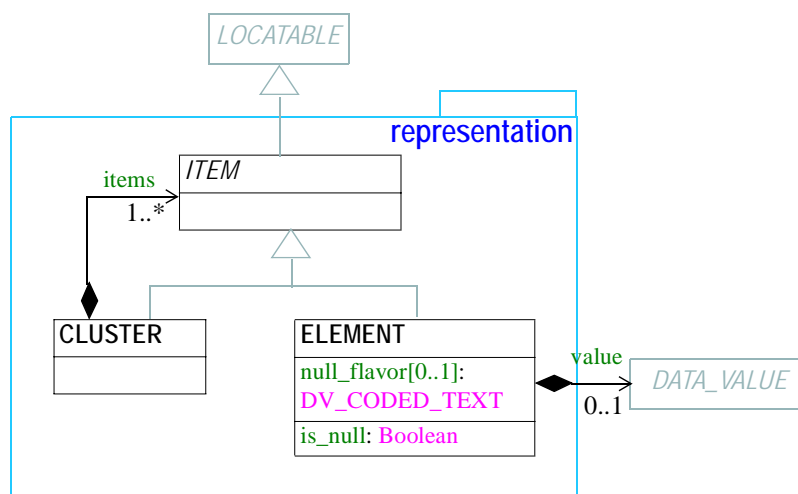 LOCATABLE
representation
ITEM
items
1..*
CLUSTER
ELEMENT
null_flavor[0..1]:
DV_CODED_TEXT
is_null: Boolean
value
0..1
DATA_VALUE